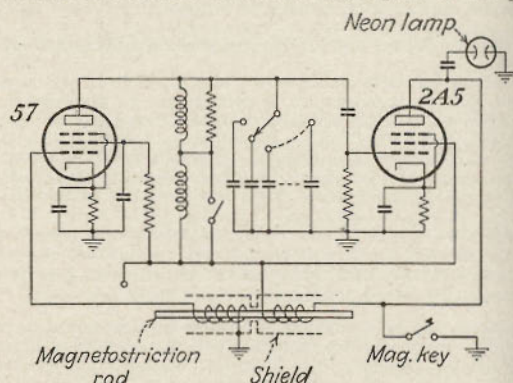 Neon lamp
57
2A5
Magnetostriction
rod
Shield
Mag. key